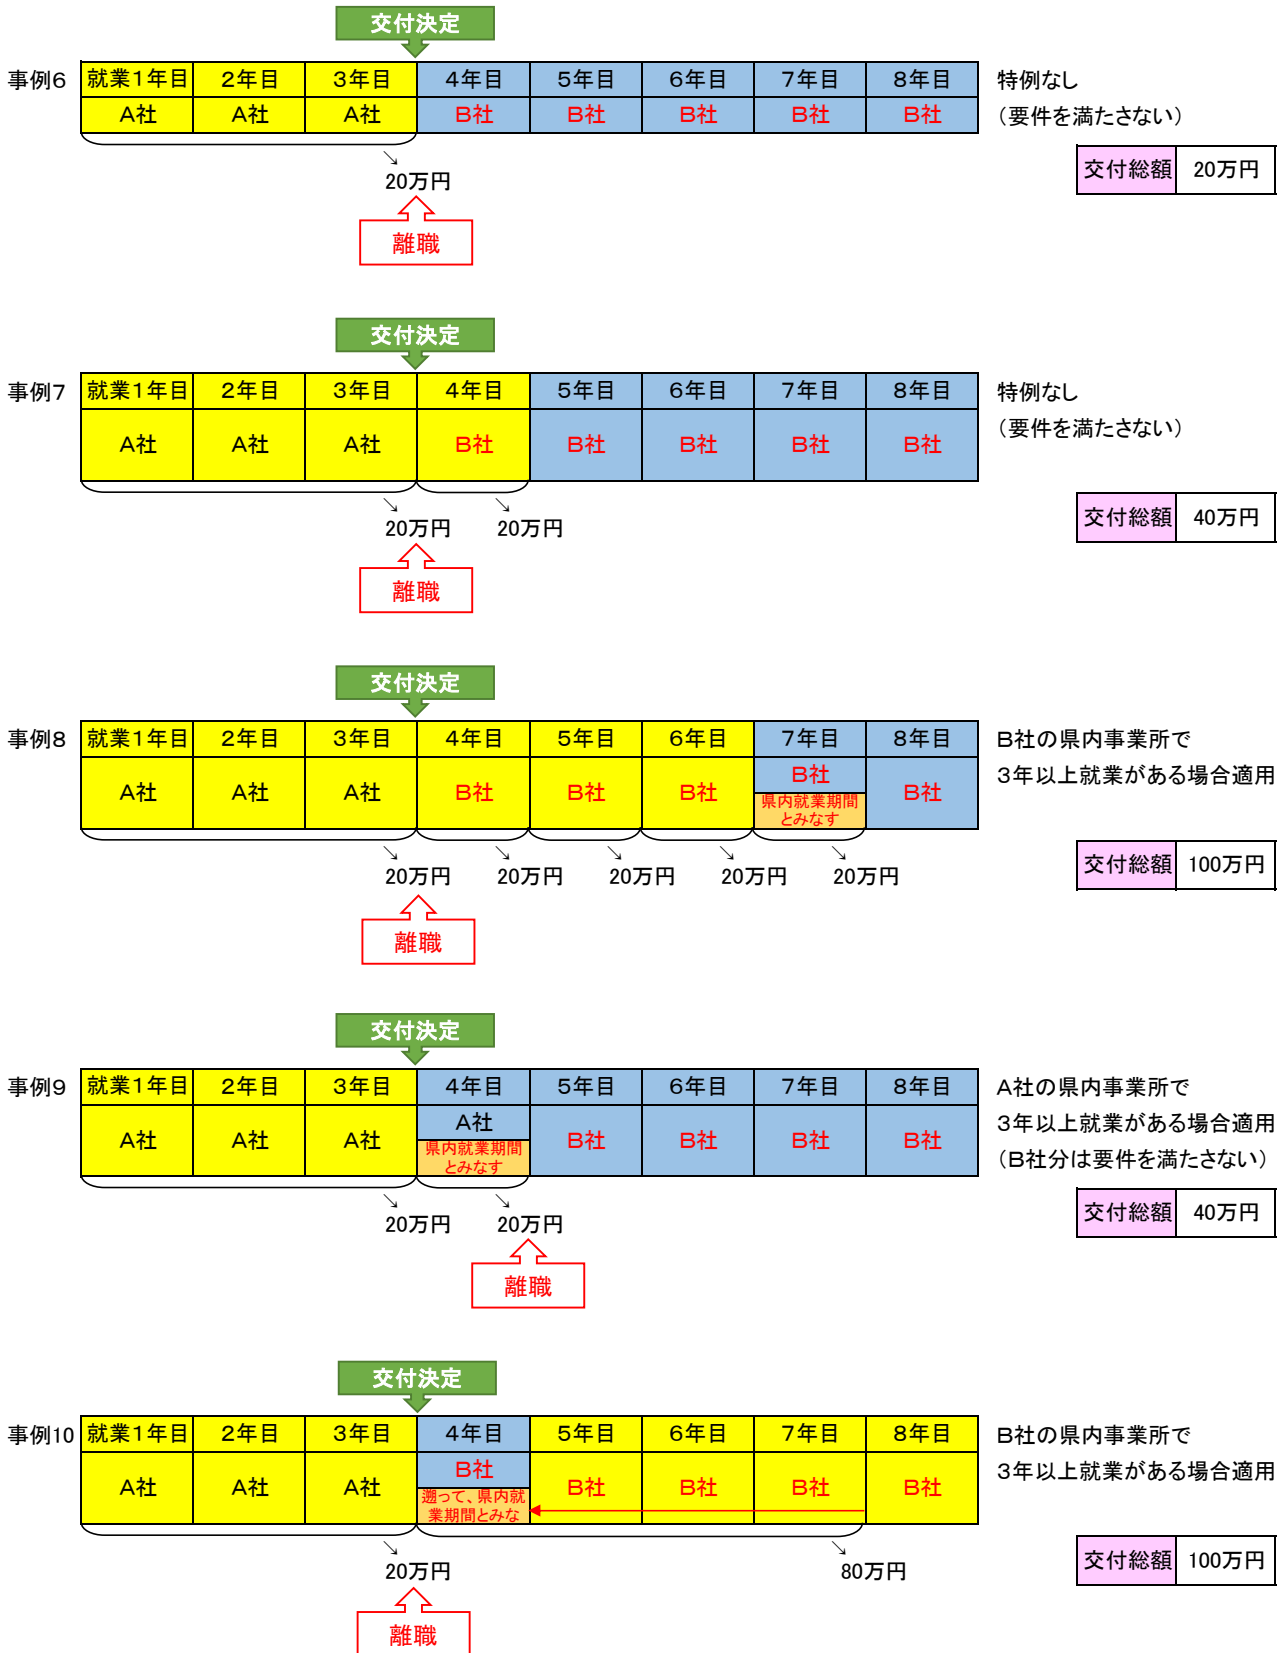 交付決定
事例6 就業1年目 2年目 3年目 4年目 5年目 6年目 7年目 8年目 特例なし
A社 A社 A社 B社 B社 B社 B社 B社 （要件を満たさない）
↘
20万円
交付総額 20万円
離職
交付決定
事例7 就業1年目 2年目 3年目 4年目 5年目 6年目 7年目 8年目 特例なし
A社 A社 A社 B社 B社 B社 B社 B社 （要件を満たさない）
↘ ↘
20万円 20万円
交付総額 40万円
離職
交付決定
事例8 就業1年目 2年目 3年目 4年目 5年目 6年目 7年目 8年目 B社の県内事業所で
A社 A社 A社 B社 B社 B社 B社 B社 3年以上就業がある場合適用
県内就業期間
とみなす
↘ ↘ ↘ ↘ ↘
20万円 20万円 20万円 20万円 20万円
交付総額 100万円
離職
交付決定
事例9 就業1年目 2年目 3年目 4年目 5年目 6年目 7年目 8年目 A社の県内事業所で
A社 A社 A社 A社 B社 B社 B社 B社 3年以上就業がある場合適用
県内就業期間
とみなす
（B社分は要件を満たさない）
↘ ↘
20万円 20万円
交付総額 40万円
離職
交付決定
事例10 就業1年目 2年目 3年目 4年目 5年目 6年目 7年目 8年目 B社の県内事業所で
A社 A社 A社 B社 B社 B社 B社 B社 3年以上就業がある場合適用
遡って、県内就
業期間とみな
↘ ↘
20万円 80万円
交付総額 100万円
離職